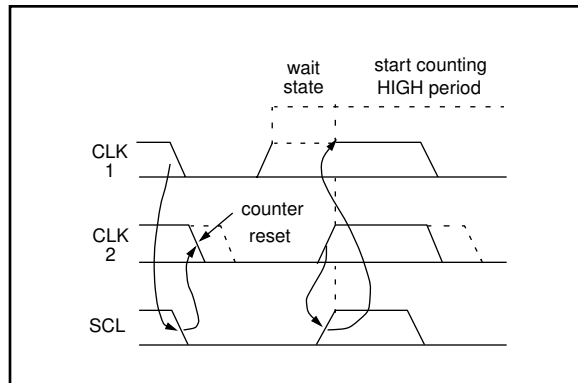 wait
state
start counting
HIGH period
CLK
1
counter
reset
CLK
2
SCL